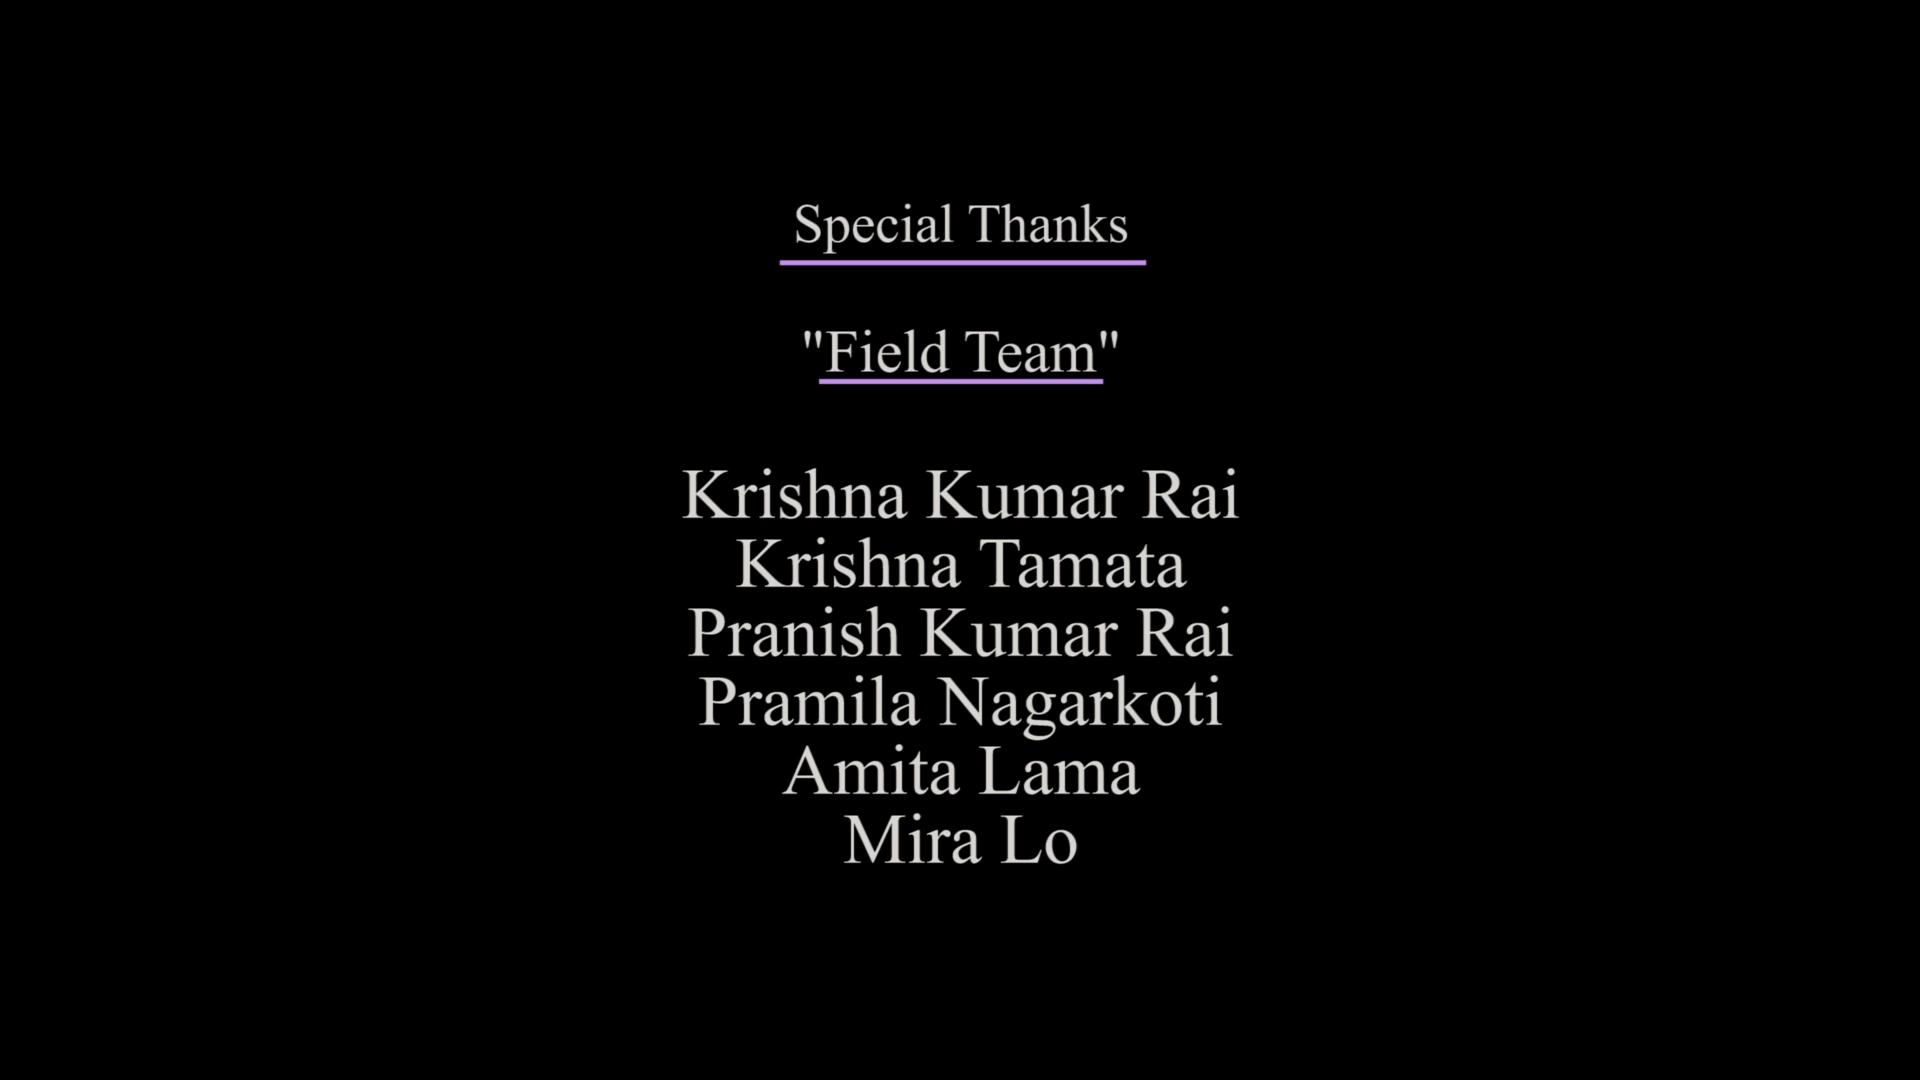 Special Thanks
"Field Team"
Krishna Kumar Rai
Krishna Tamata
Pranish Kumar Rai
Pramila Nagarkoti
Amita Lama
Mira Lo